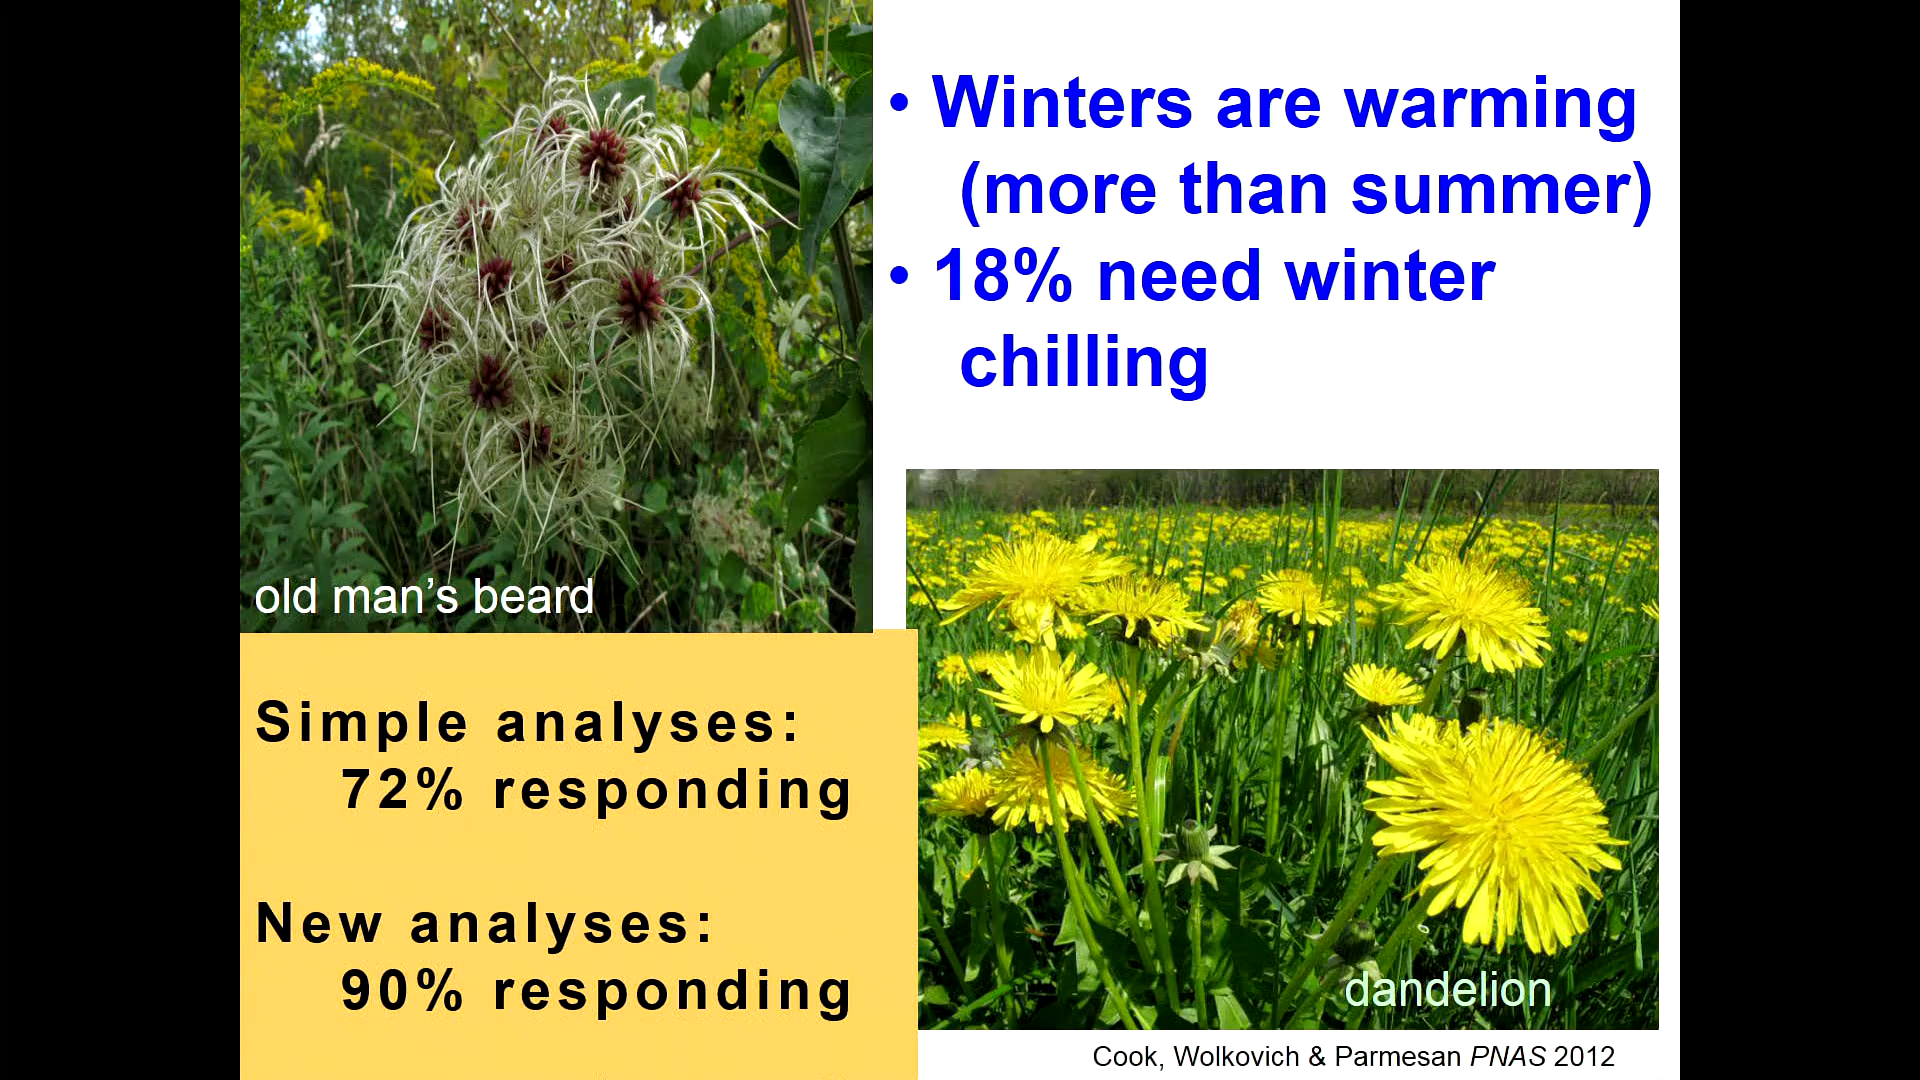 • Winters are warming
(more than summer)
• 18% need winter
chilling
old man’s beard
Simple analyses:
72% responding
New analyses:
90% responding
dandelion
Cook, Wolkovich & Parmesan PNAS 2012